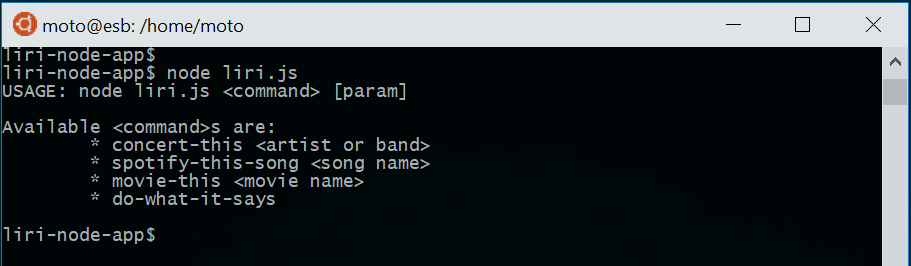 moto@esb: /home/moto
liri-node-app$
liri-node-app$ node liri.js
USAGE: node liri.js <command> [param]
Available <command>s are:
* concert-this <artist or band>
* spotify-this-song <song name>
* movie-this <movie name>
* do-what-it-says
liri-node-app$